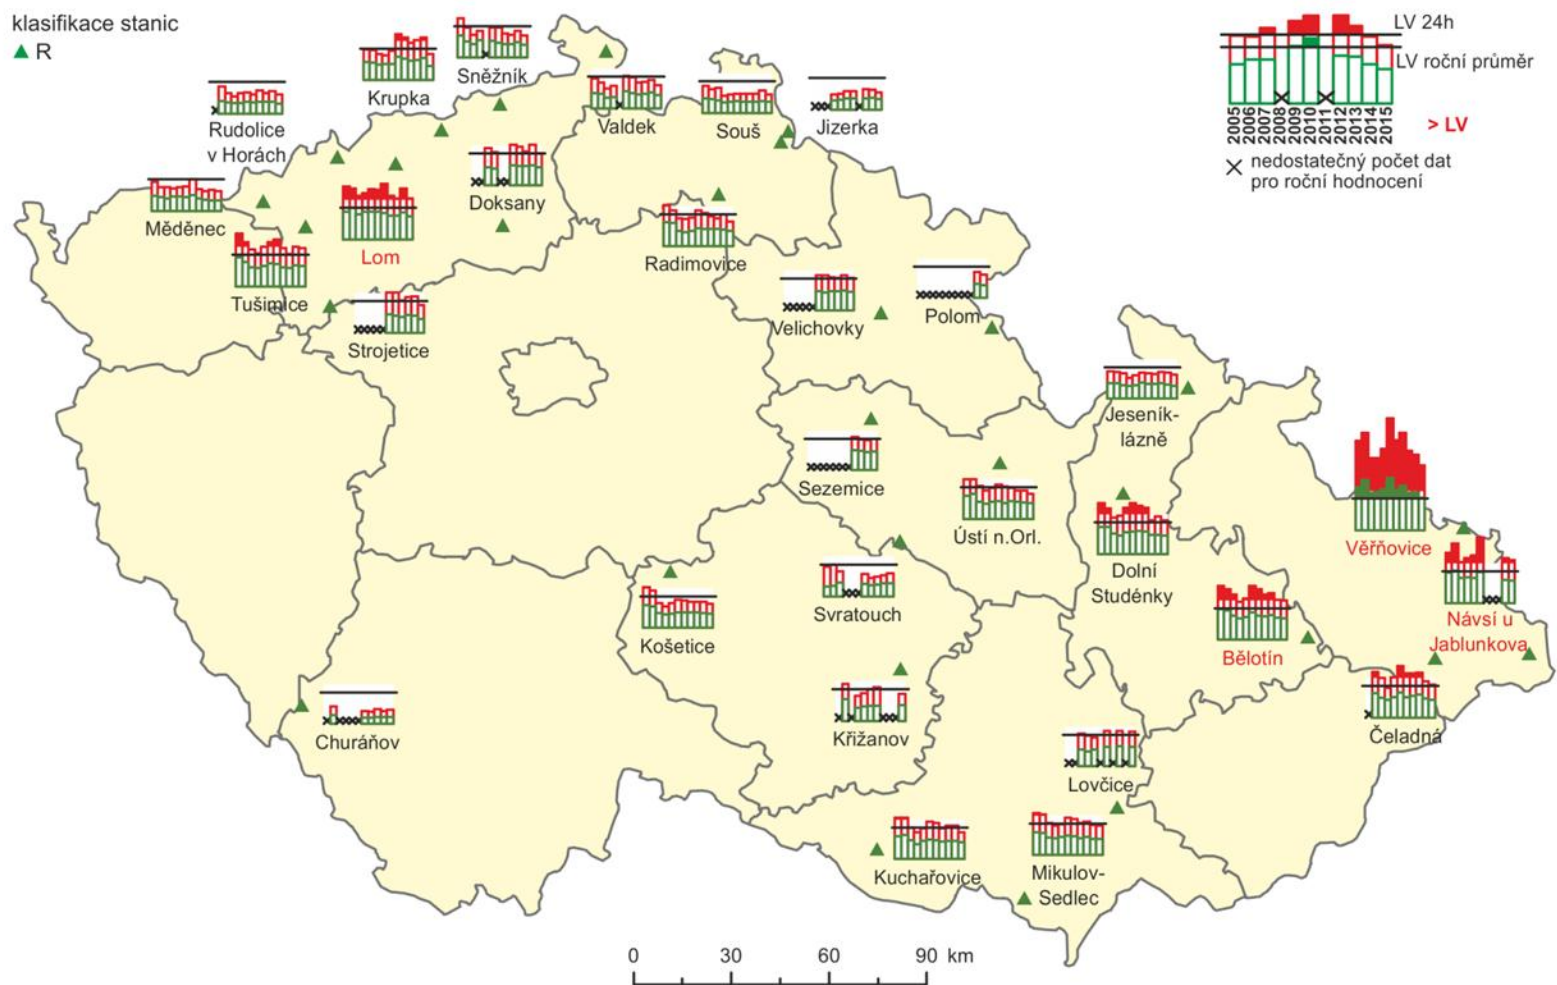 klasifikace stanic
R
LV 24h
LV roční průměr
2005
2006
2007
2008
2009
2010
2011
2012
2013
2014
2015
> LV
nedostatečný počet dat
pro roční hodnocení
Sněžník
Krupka
Rudolice
v Horách
Valdek
Souš
Jizerka
Doksany
Měděnec
Lom
Radimovice
Tušimice
Strojetice
Velichovky
Polom
Jeseník-
lázně
Sezemice
Ústí n.Orl.
Věřňovice
Dolní
Studénky
Svratouch
Návsí u
Jablunkova
Košetice
Bělotín
Churáňov
Křižanov
Čeladná
Lovčice
Kuchařovice
Mikulov-
Sedlec
0 30 60 90 km